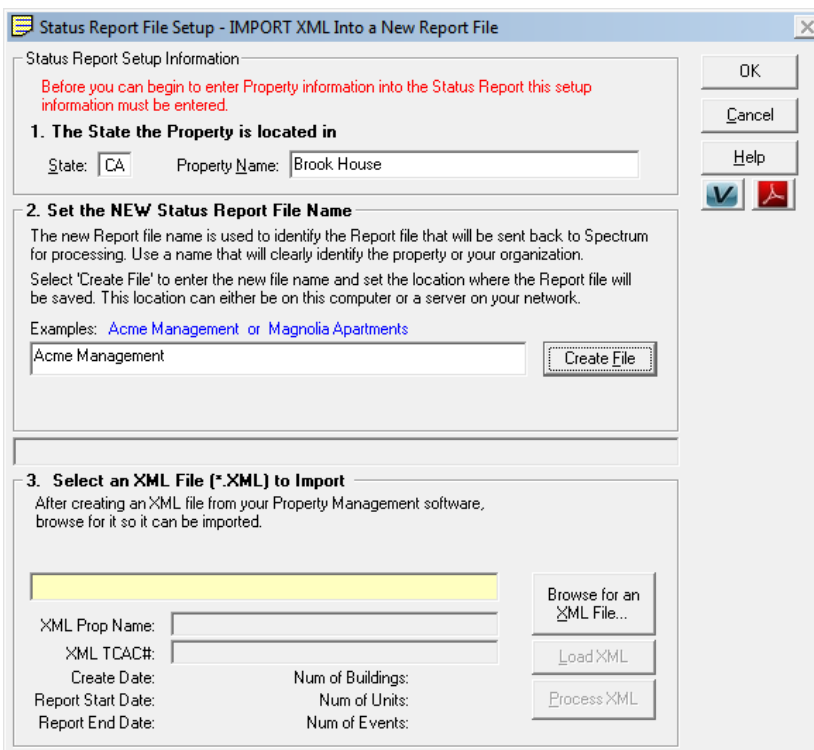 Status Report File Setup - IMPORT XML Into a New Report File
Status Report Setup Information
Before you can begin to enter Property information into the Status Report this setup
information must be entered.
1. The State the Property is located in
State: CA Property Name: Brook House
OK
Cancel
Help
2. Set the NEW Status Report File Name
The new Report file name is used to identify the Report file that will be sent back to Spectrum
for processing. Use a name that will clearly identify the property or your organization.
Select 'Create File' to enter the new file name and set the location where the Report file will
be saved. This location can either be on this computer or a server on your network.
Examples: Acme Management or Magnolia Apartments
Acme Management
Create File
3. Select an XML File (*.XML) to Import
After creating an XML file from your Property Management software,
browse for it so it can be imported.
Browse for an
XML File...
XML Prop Name:
XML TCAC#:
Load XML
Create Date: Num of Buildings:
Report Start Date: Num of Units:
Process XML
Report End Date: Num of Events: